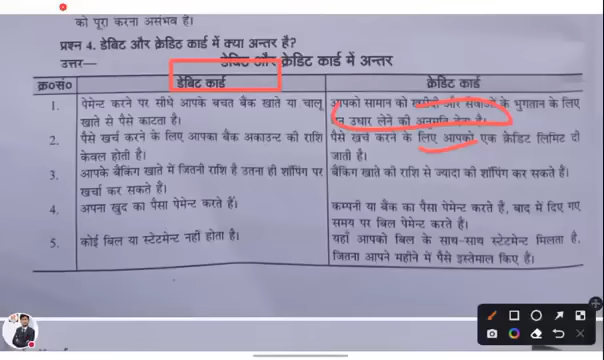 को पूरा करना असंभव है।
प्रश्न 4. डेबिट और क्रेडिट कार्ड में क्या अन्तर है?
उत्तर— डेबिट और क्रेडिट कार्ड में अन्तर
क्र०सं० डेबिट कार्ड क्रेडिट कार्ड
1. पेमेन्ट करने पर सीधे आपके बचत बैंक खाते या चालू
खाते से पैसे काटता है।
आपको सामान को खरीदी और सेवाओं के भुगतान के लिए
उधार लेने की अनुमति देता है।
2. पैसे खर्च करने के लिए आपका बैंक अकाउन्ट की राशि
केवल होती है।
पैसे खर्च करने के लिए आपको एक क्रेडिट लिमिट दी
जाती है।
3. आपके बैंकिंग खाते में जितनी राशि है उतना ही शॉपिंग पर
खर्चा कर सकते हैं।
बैंकिंग खाते की राशि से ज्यादा की शॉपिंग कर सकते हैं।
4. अपना खुद का पैसा पेमेन्ट करते हैं।
कम्पनी या बैंक का पैसा पेमेन्ट करते हैं, बाद में दिए गए
समय पर बिल पेमेन्ट करते हैं।
5. कोई बिल या स्टेटमेन्ट नहीं होता है।
यहाँ आपको बिल के साथ-साथ स्टेटमेन्ट मिलता है,
जितना आपने महीने में पैसे इस्तेमाल किए हैं।